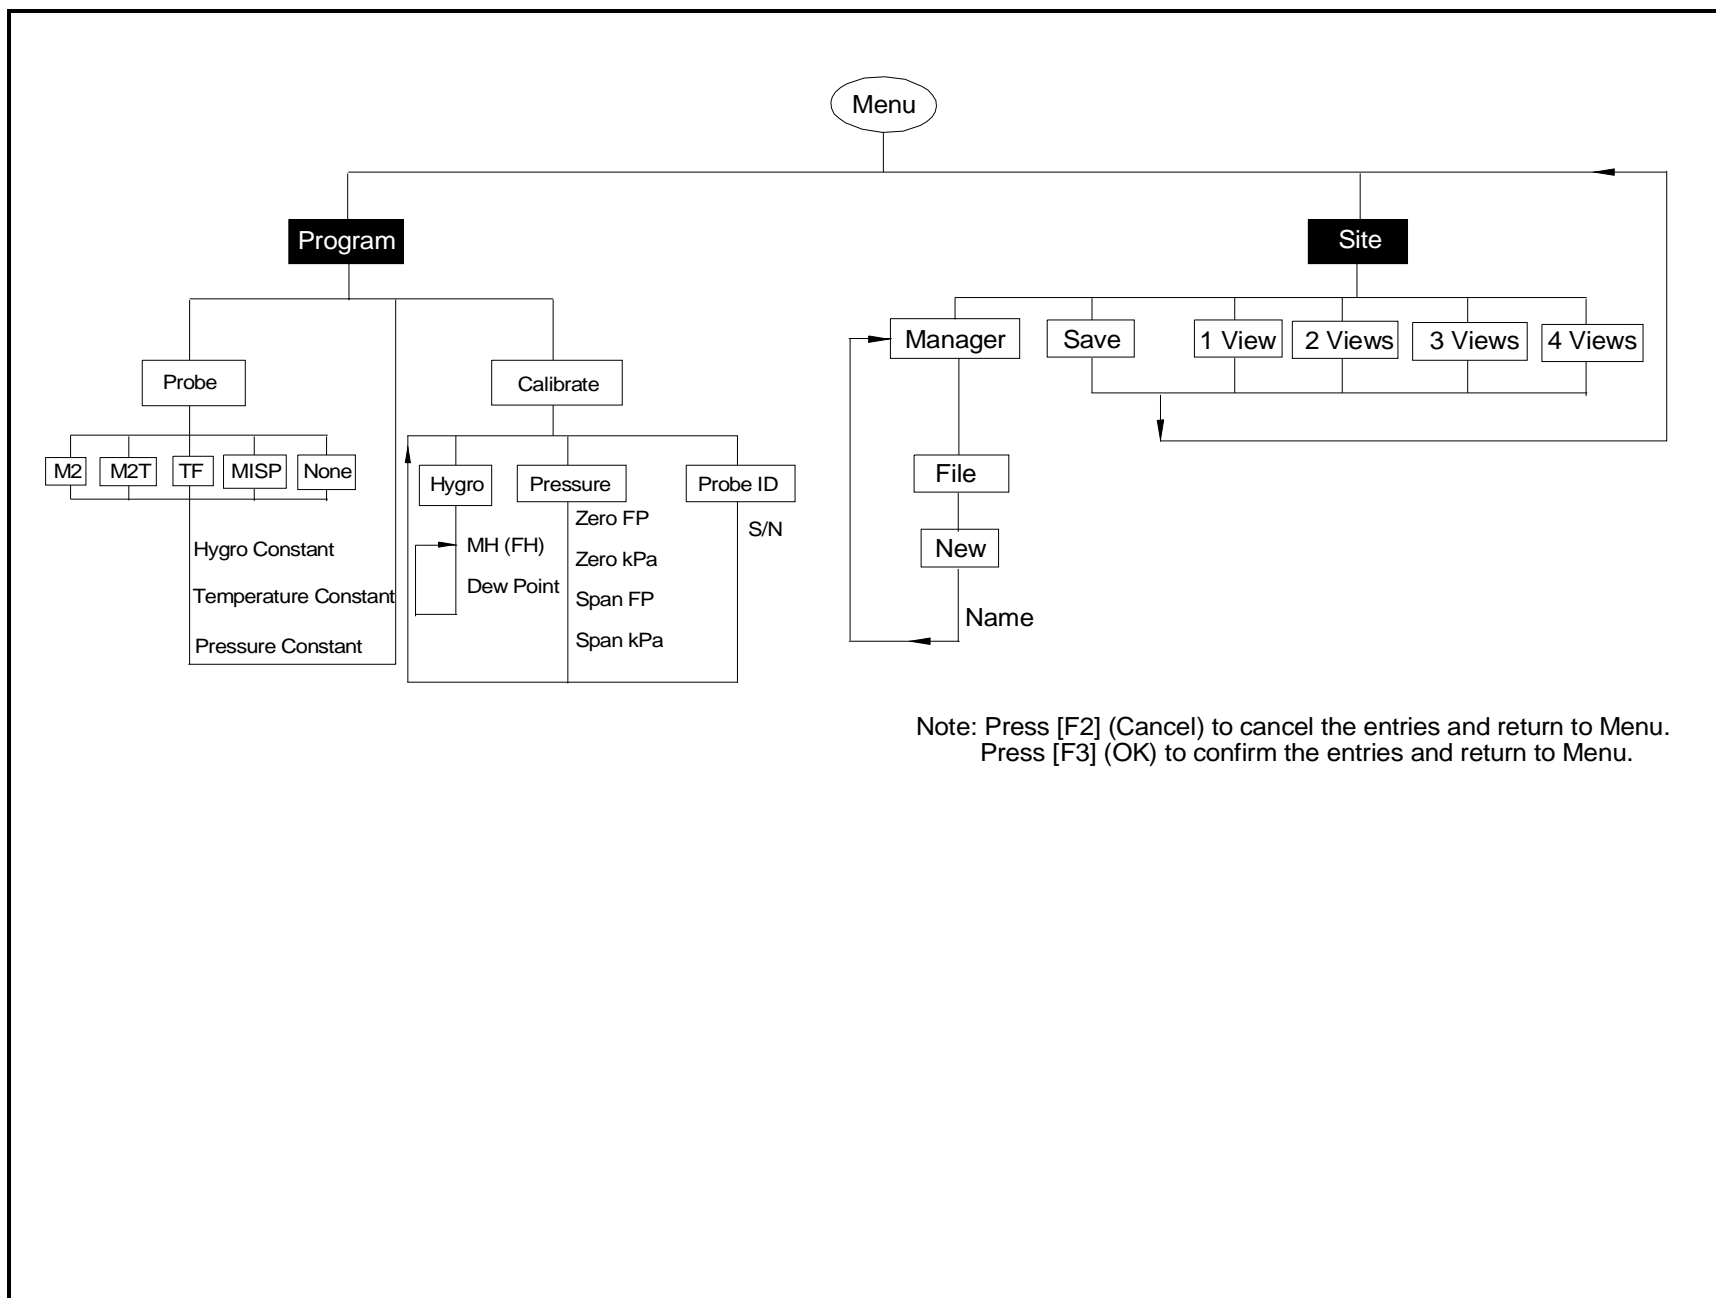 Menu
Program
Site
Manager
Save
1 View
2 Views
3 Views
4 Views
Probe
Calibrate
M2
M2T
TF
MISP
None
Hygro
Pressure
Probe ID
File
Zero FP
S/N
Hygro Constant
MH (FH)
Zero kPa
New
Temperature Constant
Dew Point
Span FP
Name
Pressure Constant
Span kPa
Note: Press [F2] (Cancel) to cancel the entries and return to Menu.
Press [F3] (OK) to confirm the entries and return to Menu.